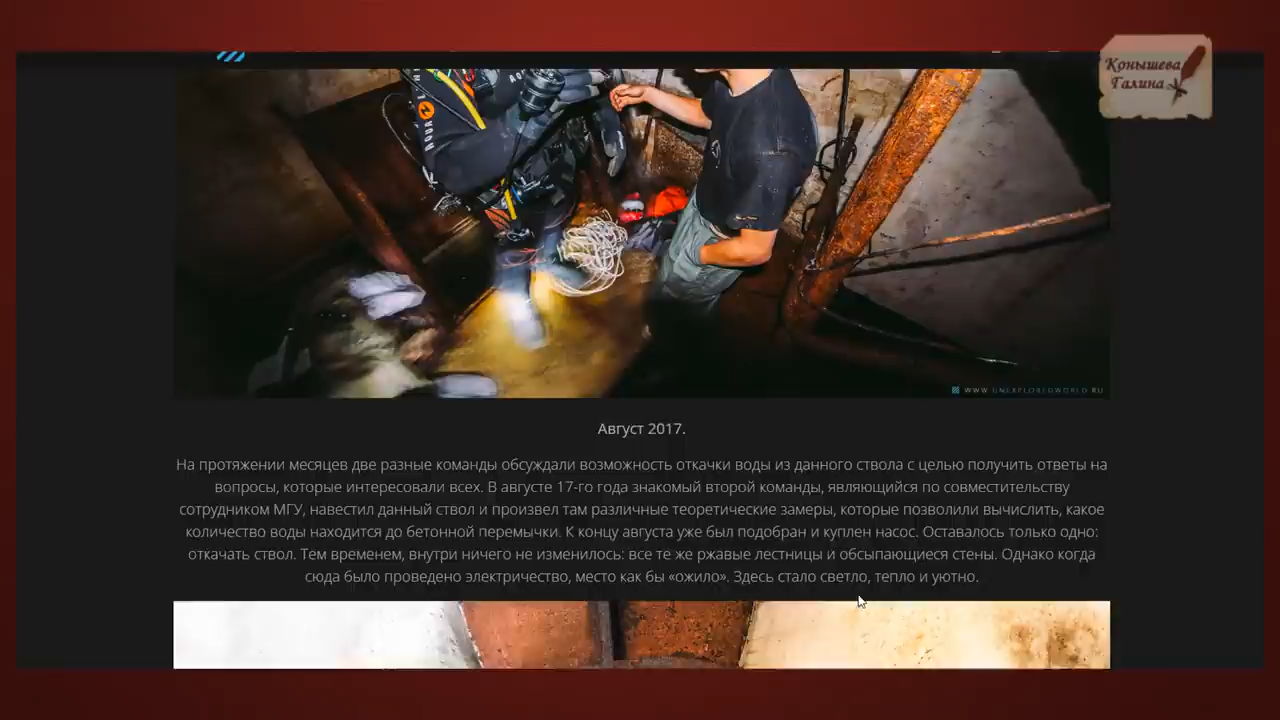 Конышева
Галина
WWW.UNEXPLOREDWORLD.RU
Август 2017.
На протяжении месяцев две разные команды обсуждали возможность откачки воды из данного ствола с целью получить ответы на
вопросы, которые интересовали всех. В августе 17-го года знакомый второй команды, являющийся по совместительству
сотрудником МГУ, навестил данный ствол и произвел там различные теоретические замеры, которые позволили вычислить, какое
количество воды находится до бетонной перемычки. К концу августа уже был подобран и куплен насос. Оставалось только одно:
откачать ствол. Тем временем, внутри ничего не изменилось: все те же ржавые лестницы и обсыпающиеся стены. Однако когда
сюда было проведено электричество, место как бы «ожило». Здесь стало светло, тепло и уютно.